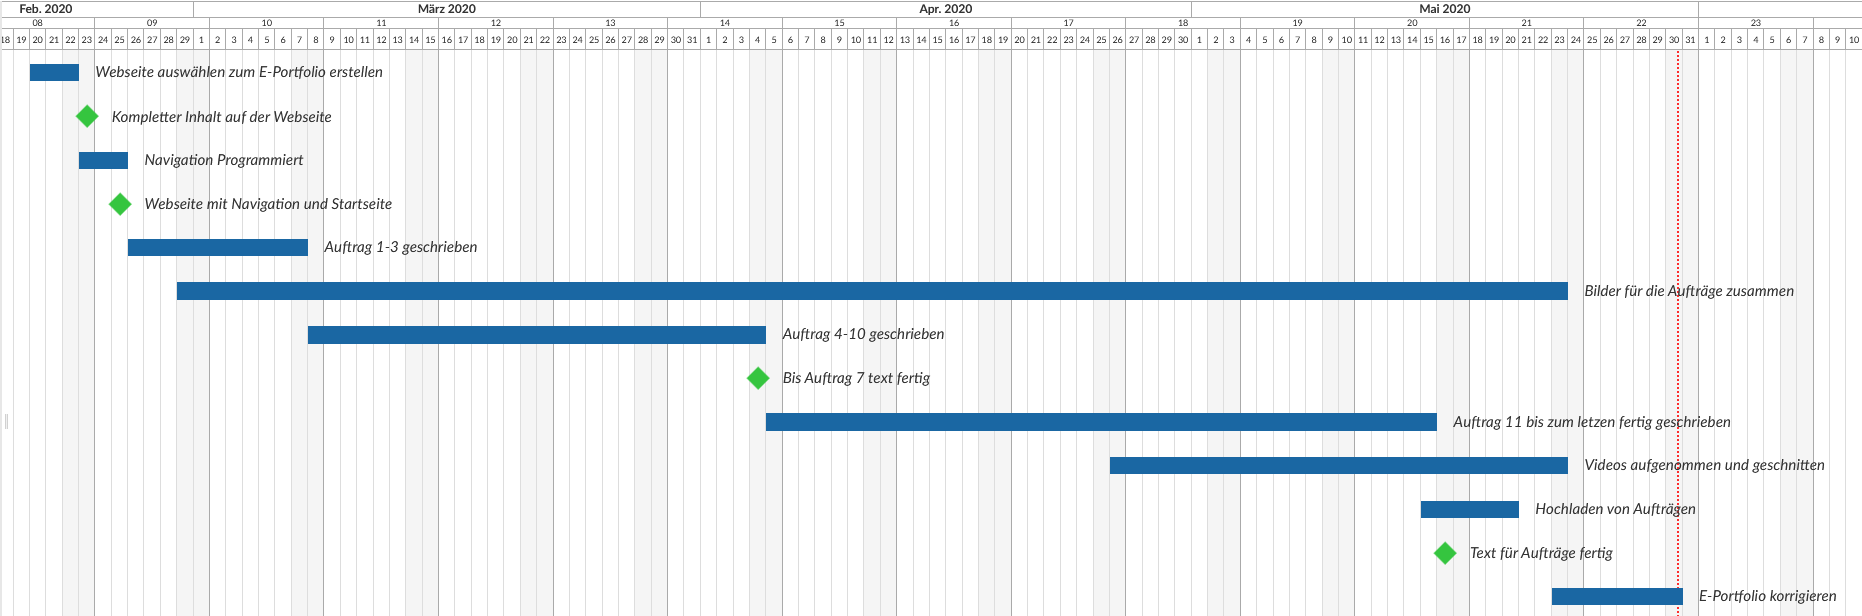 Feb. 2020 März 2020 Apr. 2020 Mai 2020
08 09 10 11 12 13 14 15 16 17 18 19 20 21 22 23
18 19 20 21 22 23 24 25 26 27 28 29 1 2 3 4 5 6 7 8 9 10 11 12 13 14 15 16 17 18 19 20 21 22 23 24 25 26 27 28 29 30 31 1 2 3 4 5 6 7 8 9 10 11 12 13 14 15 16 17 18 19 20 21 22 23 24 25 26 27 28 29 30 1 2 3 4 5 6 7 8 9 10 11 12 13 14 15 16 17 18 19 20 21 22 23 24 25 26 27 28 29 30 31 1 2 3 4 5 6 7 8 9 10
Webseite auswählen zum E-Portfolio erstellen
Kompletter Inhalt auf der Webseite
Navigation Programmiert
Webseite mit Navigation und Startseite
Auftrag 1-3 geschrieben
Bilder für die Aufträge zusammen
Auftrag 4-10 geschrieben
Bis Auftrag 7 text fertig
Auftrag 11 bis zum letzen fertig geschrieben
Videos aufgenommen und geschnitten
Hochladen von Aufträgen
Text für Aufträge fertig
E-Portfolio korrigieren